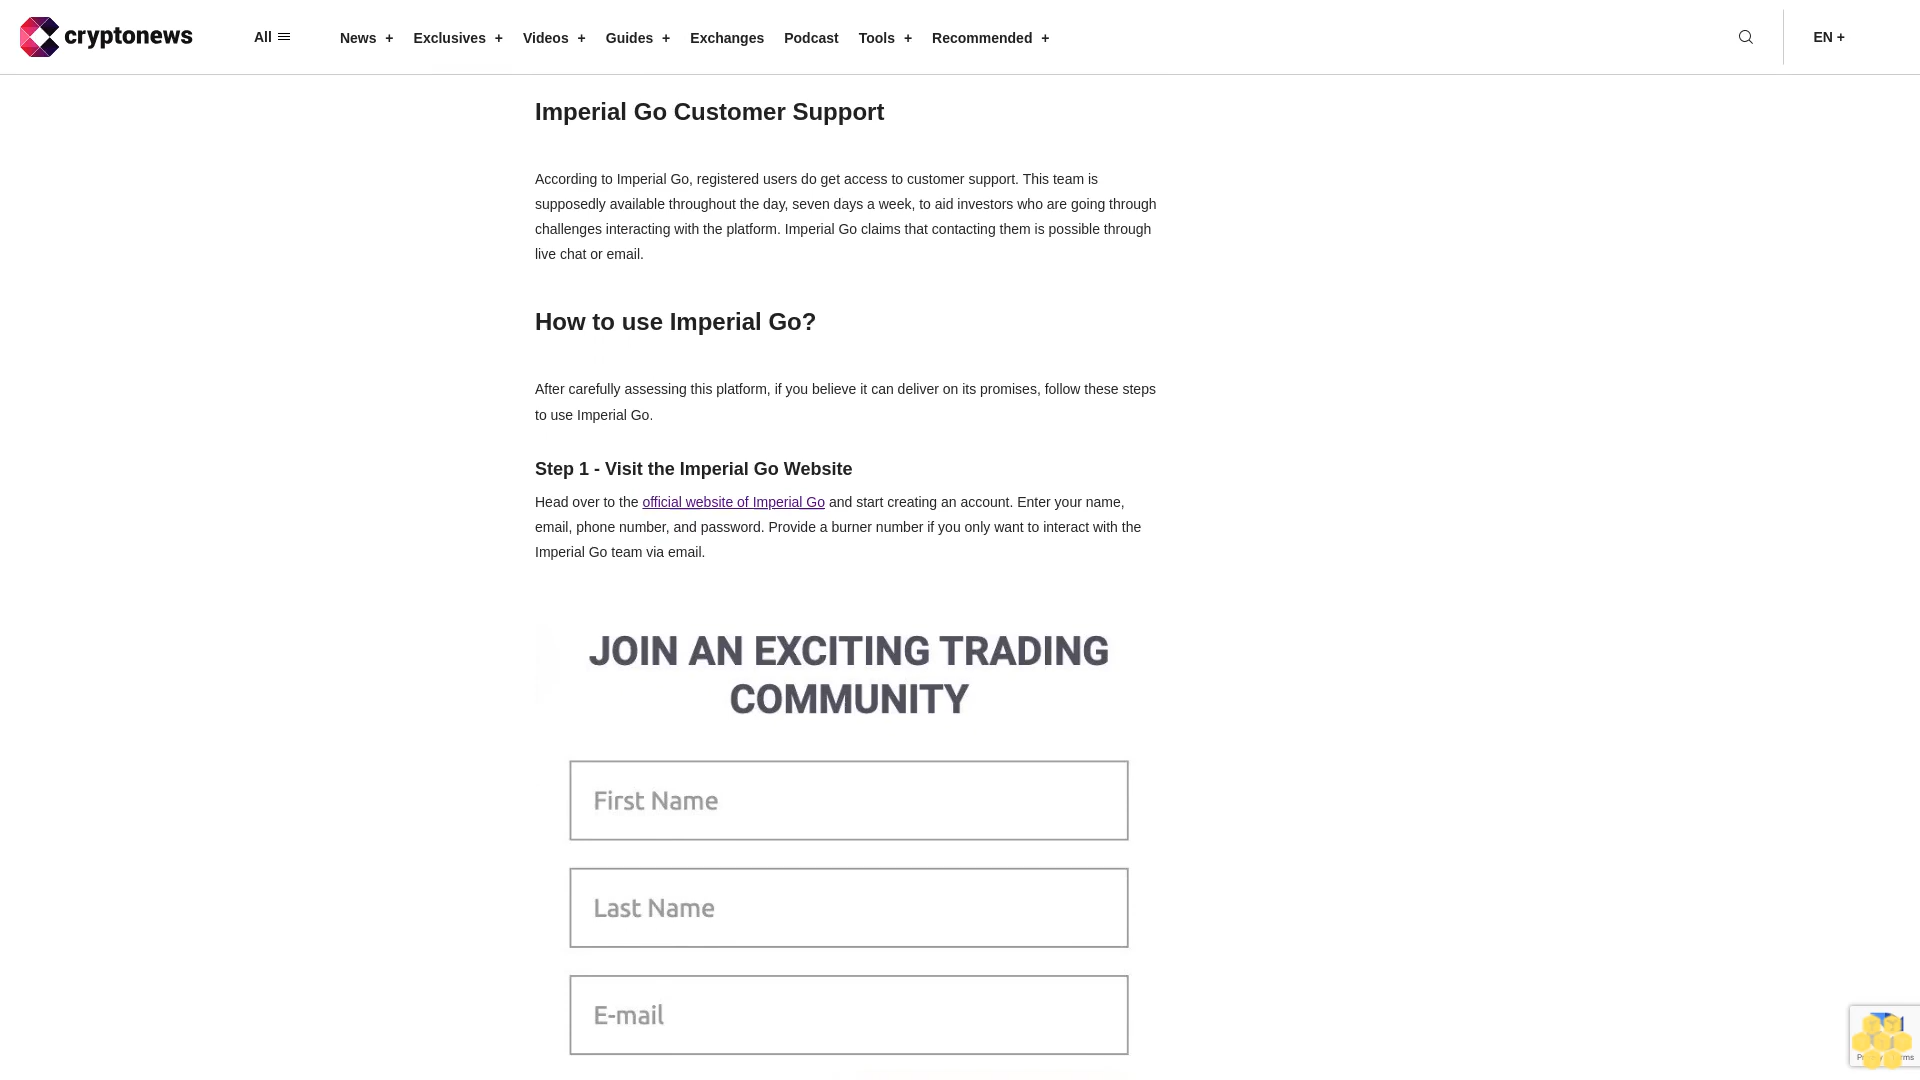 cryptonews
All
News +
Exclusives +
Videos +
Guides +
Exchanges
Podcast
Tools +
Recommended +
EN +
Imperial Go Customer Support
According to Imperial Go, registered users do get access to customer support. This team is
supposedly available throughout the day, seven days a week, to aid investors who are going through
challenges interacting with the platform. Imperial Go claims that contacting them is possible through
live chat or email.
How to use Imperial Go?
After carefully assessing this platform, if you believe it can deliver on its promises, follow these steps
to use Imperial Go.
Step 1 - Visit the Imperial Go Website
Head over to the official website of Imperial Go and start creating an account. Enter your name,
email, phone number, and password. Provide a burner number if you only want to interact with the
Imperial Go team via email.
JOIN AN EXCITING TRADING
COMMUNITY
First Name
Last Name
E-mail